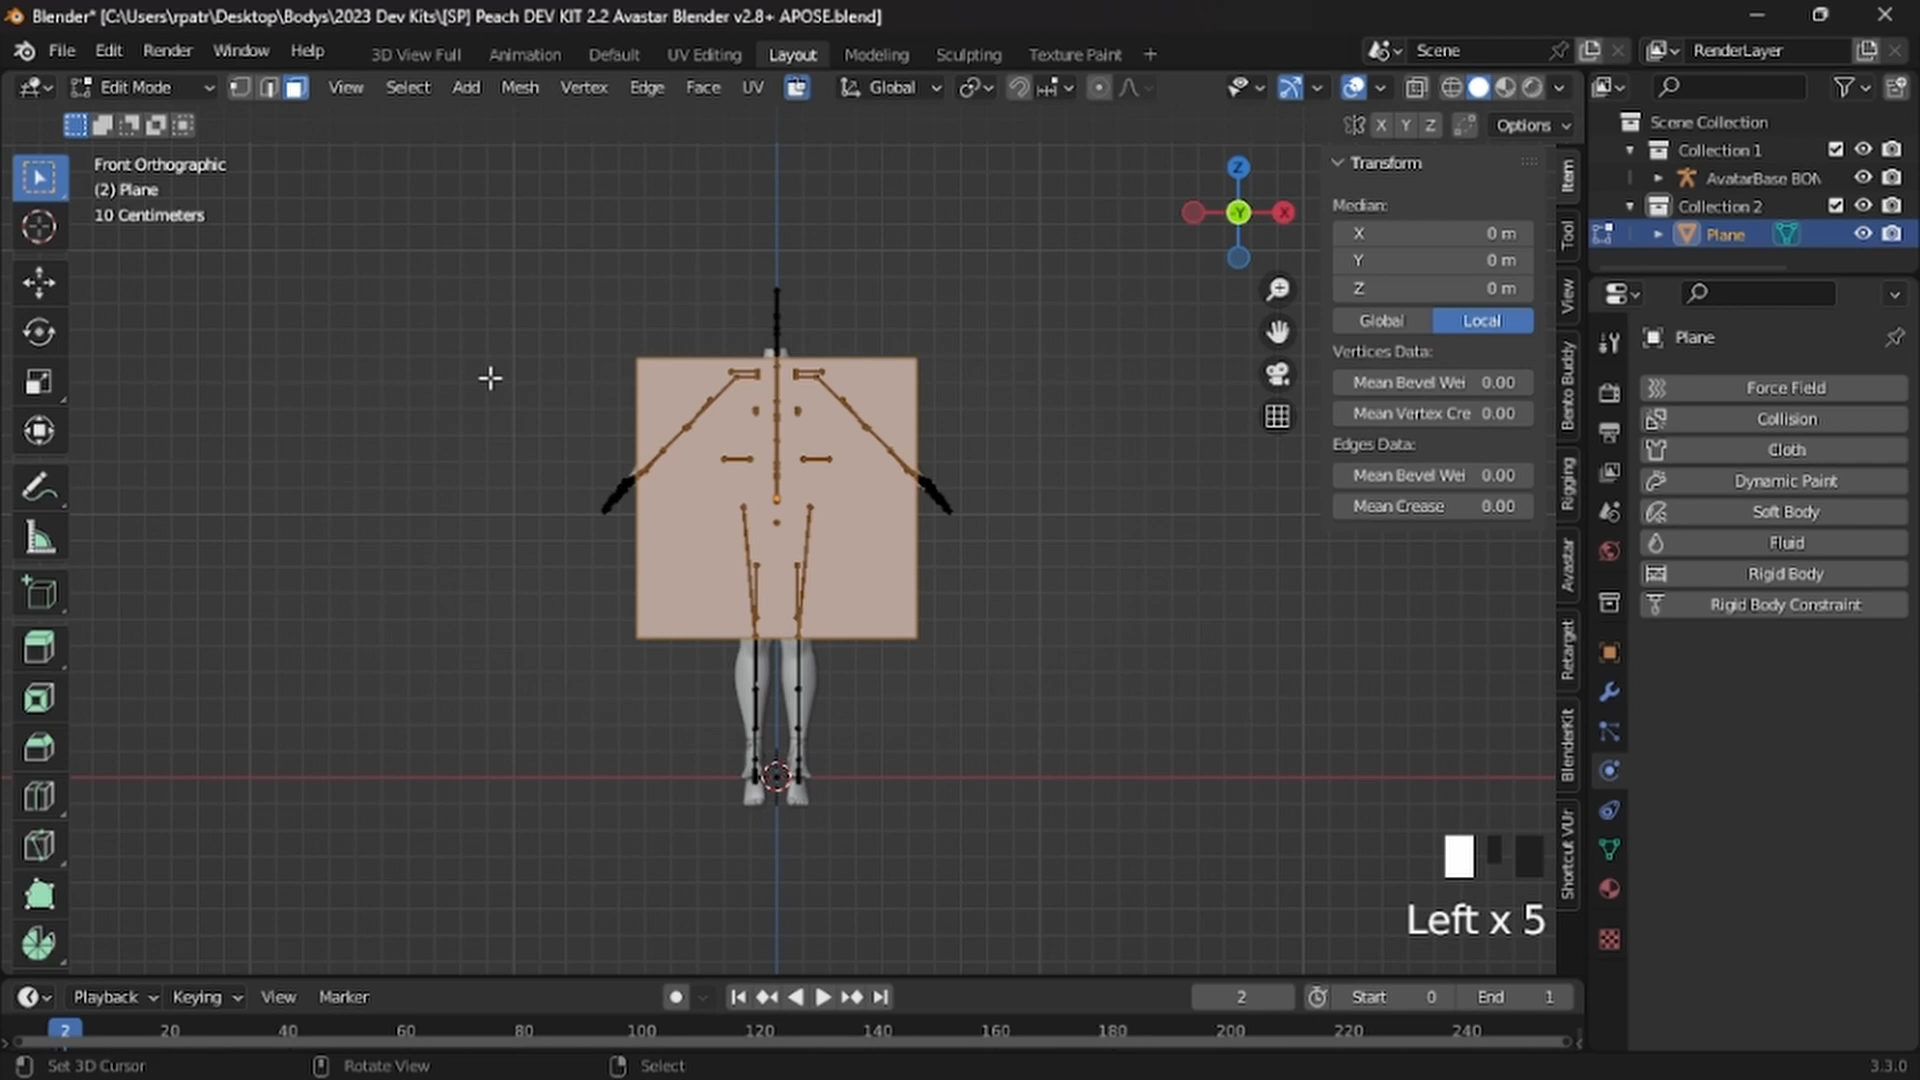 Blender* [C:\Users\rpatr\Desktop\Bodys\2023 Dev Kits\[SP] Peach DEV KIT 2.2 Avastar Blender v2.8+ APOSE.blend]
File Edit Render Window Help 3D View Full Animation Default UV Editing Layout Modeling Sculpting Texture Paint + Scene RenderLayer
Edit Mode View Select Add Mesh Vertex Edge Face UV Global
X Y Z Options
Front Orthographic
(2) Plane
10 Centimeters
Z
-Y
X
Transform
Median:
X 0 m
Y 0 m
Z 0 m
Global Local
Vertices Data:
Mean Bevel Wei 0.00
Mean Vertex Cre 0.00
Edges Data:
Mean Bevel Wei 0.00
Mean Crease 0.00
Item
Tool
View
Bento Buddy
Rigging
Avastar
Retarget
BlenderKit
Shortcut VUr
Scene Collection
Collection 1
AvatarBase BON
Collection 2
Plane
Plane
Force Field
Collision
Cloth
Dynamic Paint
Soft Body
Fluid
Rigid Body
Rigid Body Constraint
Left x 5
Playback Keying View Marker 2 Start 0 End 1
2 20 40 60 80 100 120 140 160 180 200 220 240
Set 3D Cursor Rotate View Select 3.3.0